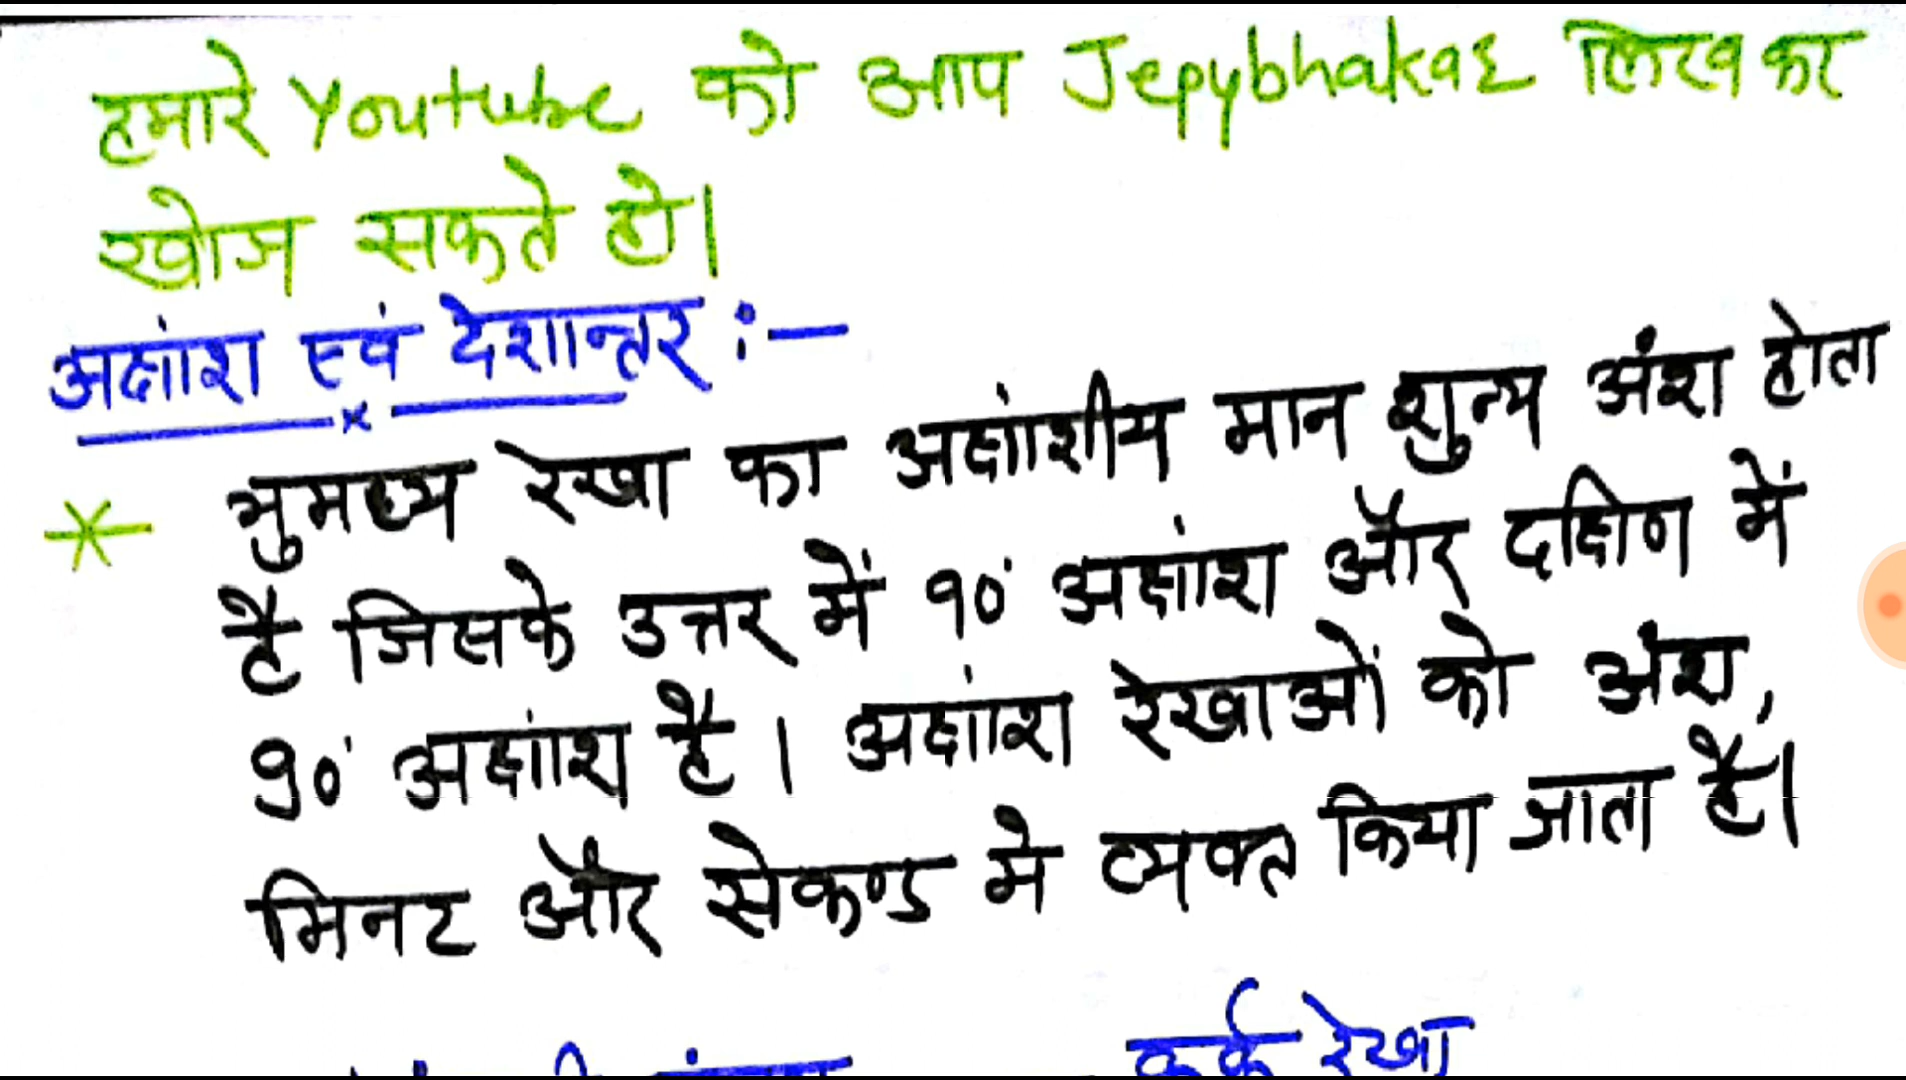 हमारे Youtube को आप Jepybhakaz लिखकर
खोज सकते हो।
अक्षांश एवं देशान्तर :-
* भुमध्य रेखा का अक्षांशीय मान शुन्य अंश होता
है जिसके उत्तर में 90° अक्षांश और दक्षिण में
90° अक्षांश है। अक्षांश रेखाओं को अंश,
मिनट और सेकण्ड मे व्यक्त किया जाता है।
कर्क रेखा